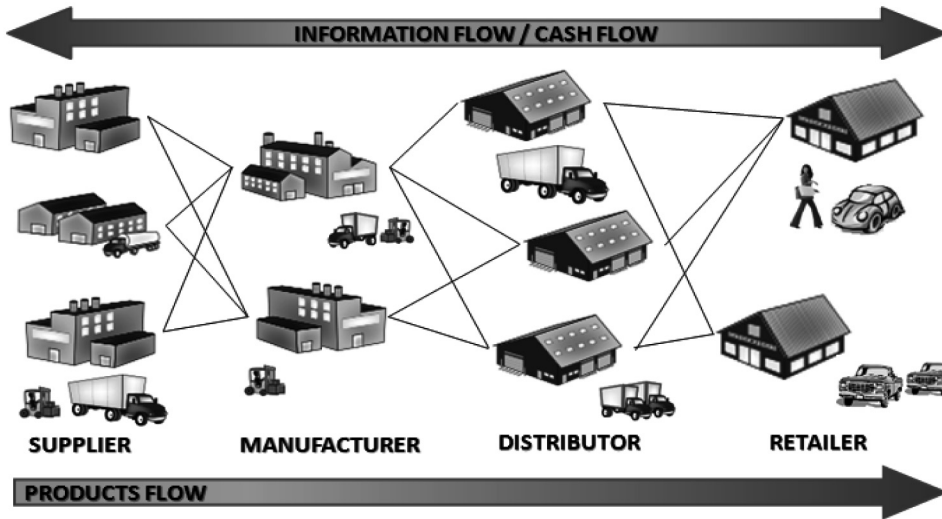 INFORMATION FLOW / CASH FLOW
SUPPLIER
MANUFACTURER
DISTRIBUTOR
RETAILER
PRODUCTS FLOW